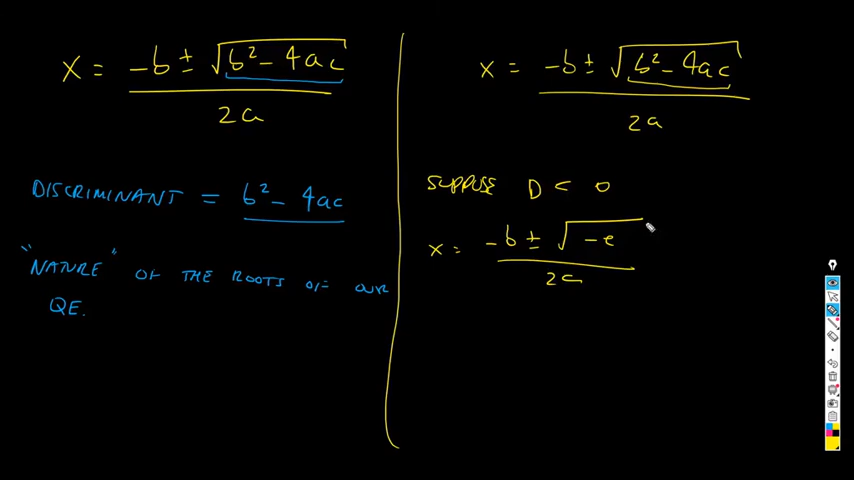 x = -b ± √(b² - 4ac) / 2a
DISCRIMINANT = b² - 4ac
"NATURE" OF THE ROOTS OF OUR
QE.
x = -b ± √(b² - 4ac) / 2a
SUPPOSE D < 0
x = -b ± √(-e) / 2a